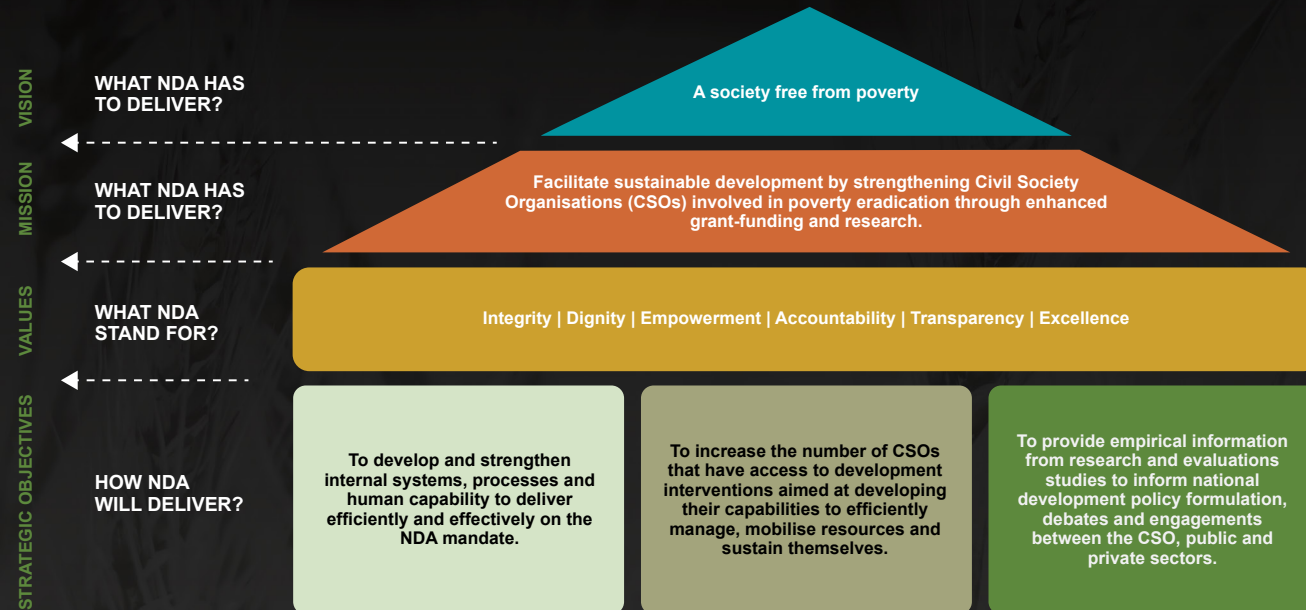 VISION
WHAT NDA HAS
TO DELIVER?
A society free from poverty
MISSION
WHAT NDA HAS
TO DELIVER?
Facilitate sustainable development by strengthening Civil Society
Organisations (CSOs) involved in poverty eradication through enhanced
grant-funding and research.
VALUES
WHAT NDA
STAND FOR?
Integrity | Dignity | Empowerment | Accountability | Transparency | Excellence
STRATEGIC OBJECTIVES
HOW NDA
WILL DELIVER?
To develop and strengthen
internal systems, processes and
human capability to deliver
efficiently and effectively on the
NDA mandate.
To increase the number of CSOs
that have access to development
interventions aimed at developing
their capabilities to efficiently
manage, mobilise resources and
sustain themselves.
To provide empirical information
from research and evaluations
studies to inform national
development policy formulation,
debates and engagements
between the CSO, public and
private sectors.